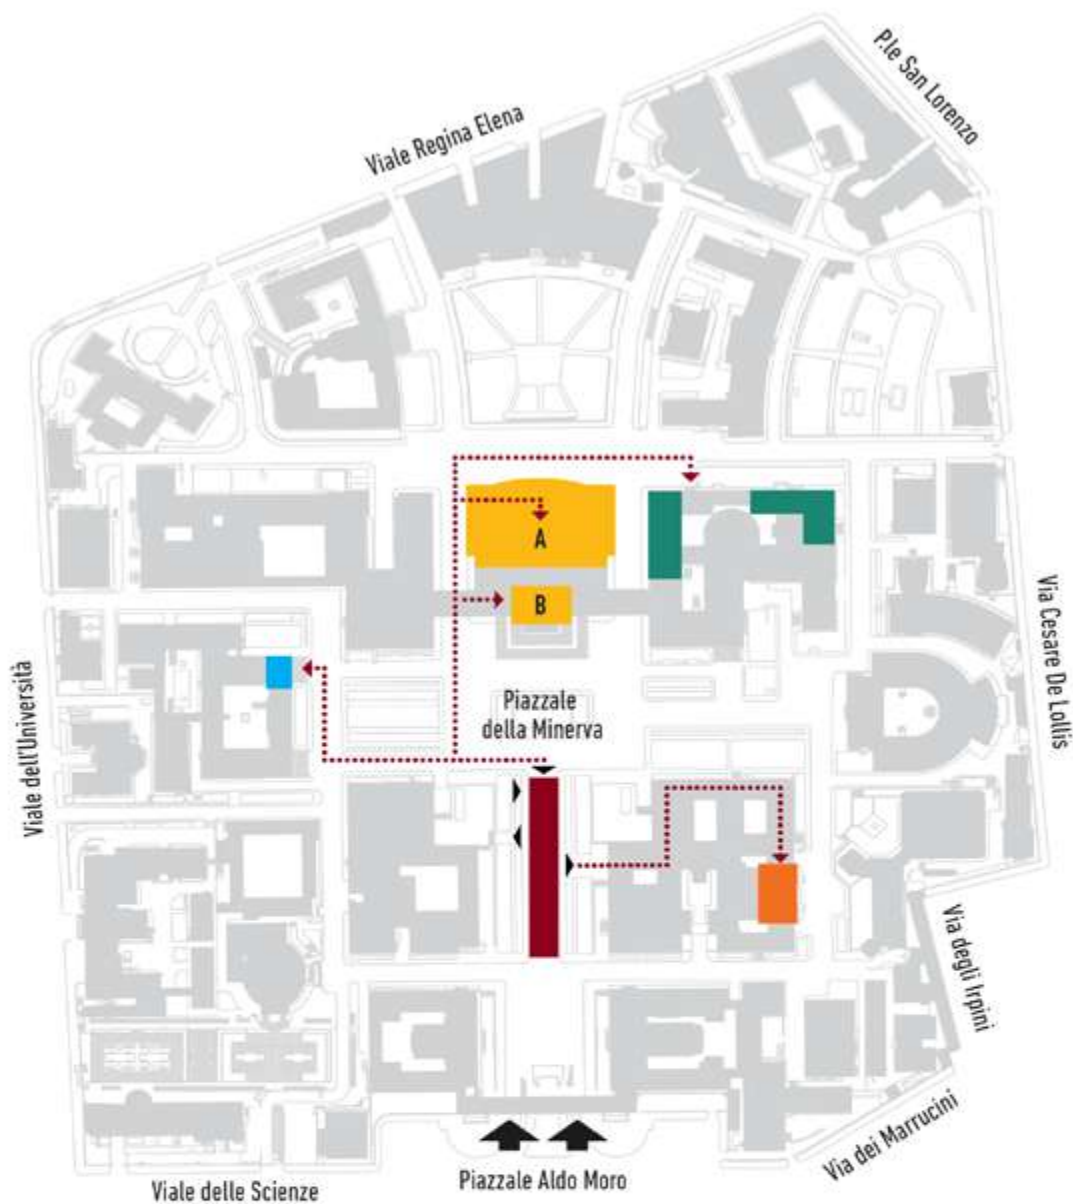 P.le San Lorenzo
Viale Regina Elena
A
B
Via Cesare De Lollis
Viale dell'Università
Piazzale
della Minerva
Via degli Irpini
Via dei Marrucini
Piazzale Aldo Moro
Viale delle Scienze